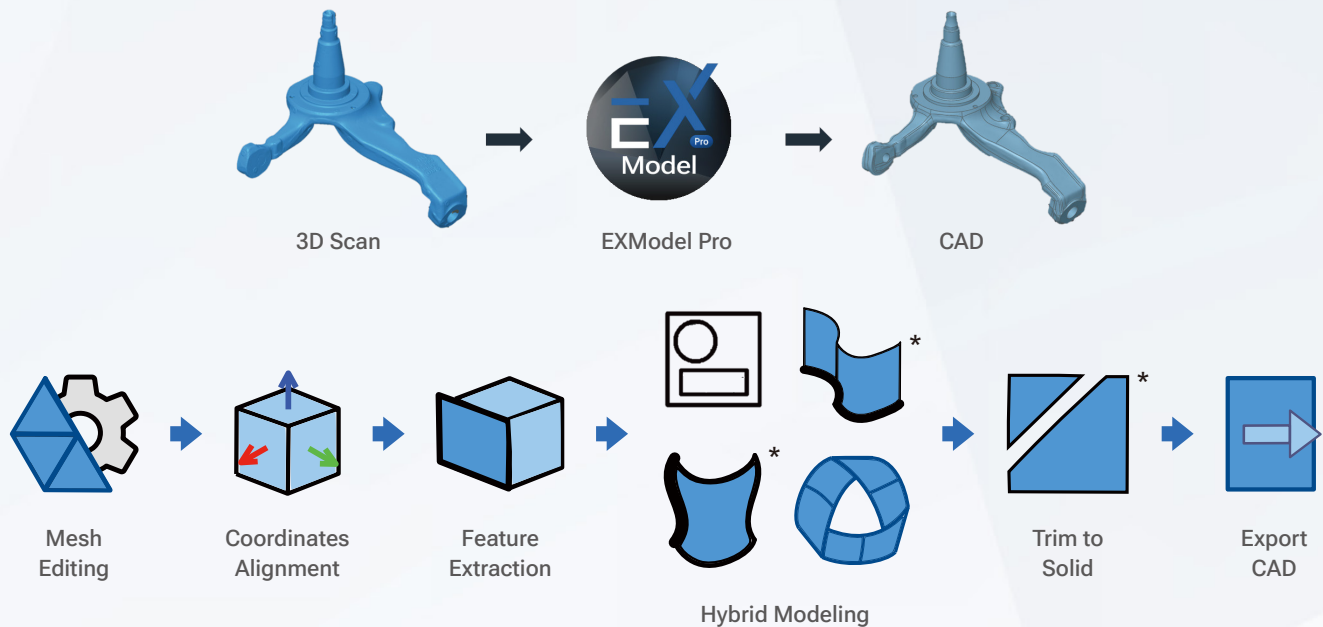 EX
Pro
Model
3D Scan
EXModel Pro
CAD
*
*
*
Mesh
Editing
Coordinates
Alignment
Feature
Extraction
Hybrid Modeling
Trim to
Solid
Export
CAD